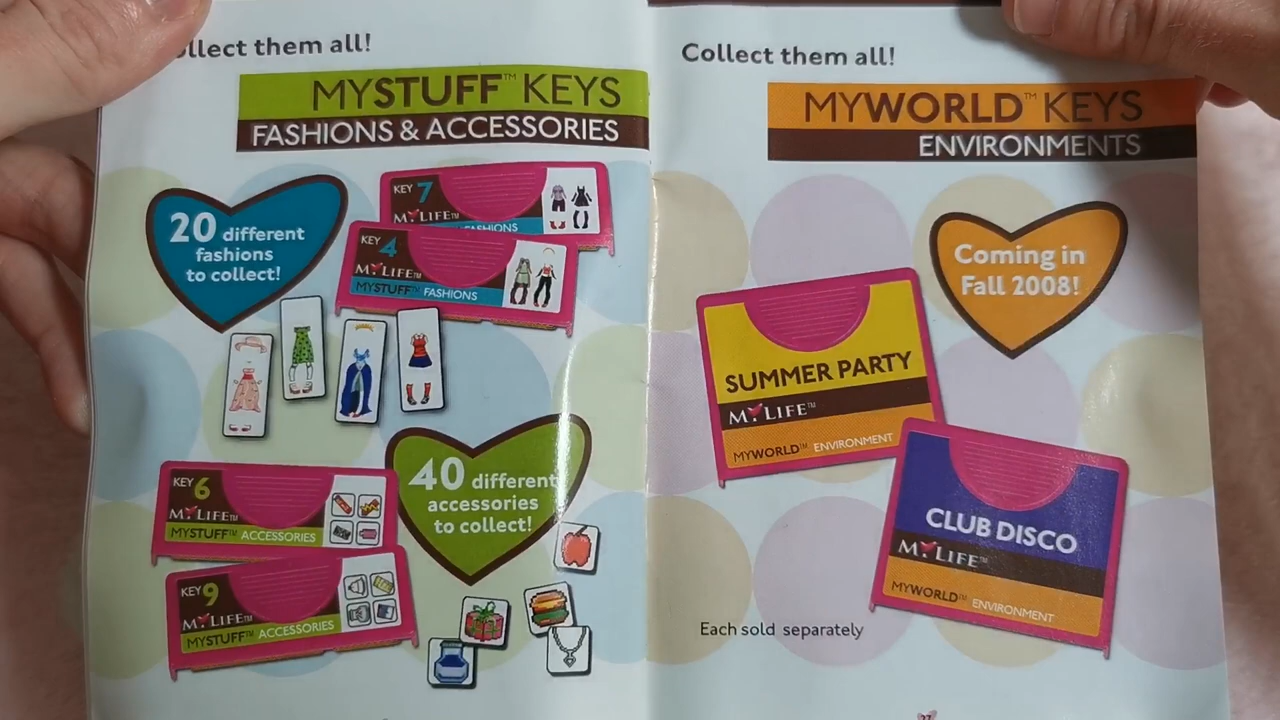 ollect them all!
MYSTUFF™ KEYS
FASHIONS & ACCESSORIES
20 different
fashions
to collect!
KEY 7
MY LIFE™
FASHIONS
KEY 4
MY LIFE™
MYSTUFF™ FASHIONS
40 different
accessories
to collect!
KEY 6
MY LIFE™
MYSTUFF™ ACCESSORIES
KEY 9
MY LIFE™
MYSTUFF™ ACCESSORIES
Collect them all!
MYWORLD™ KEYS
ENVIRONMENTS
Coming in
Fall 2008!
SUMMER PARTY
MY LIFE™
MYWORLD™ ENVIRONMENT
CLUB DISCO
MY LIFE™
MYWORLD™ ENVIRONMENT
Each sold separately